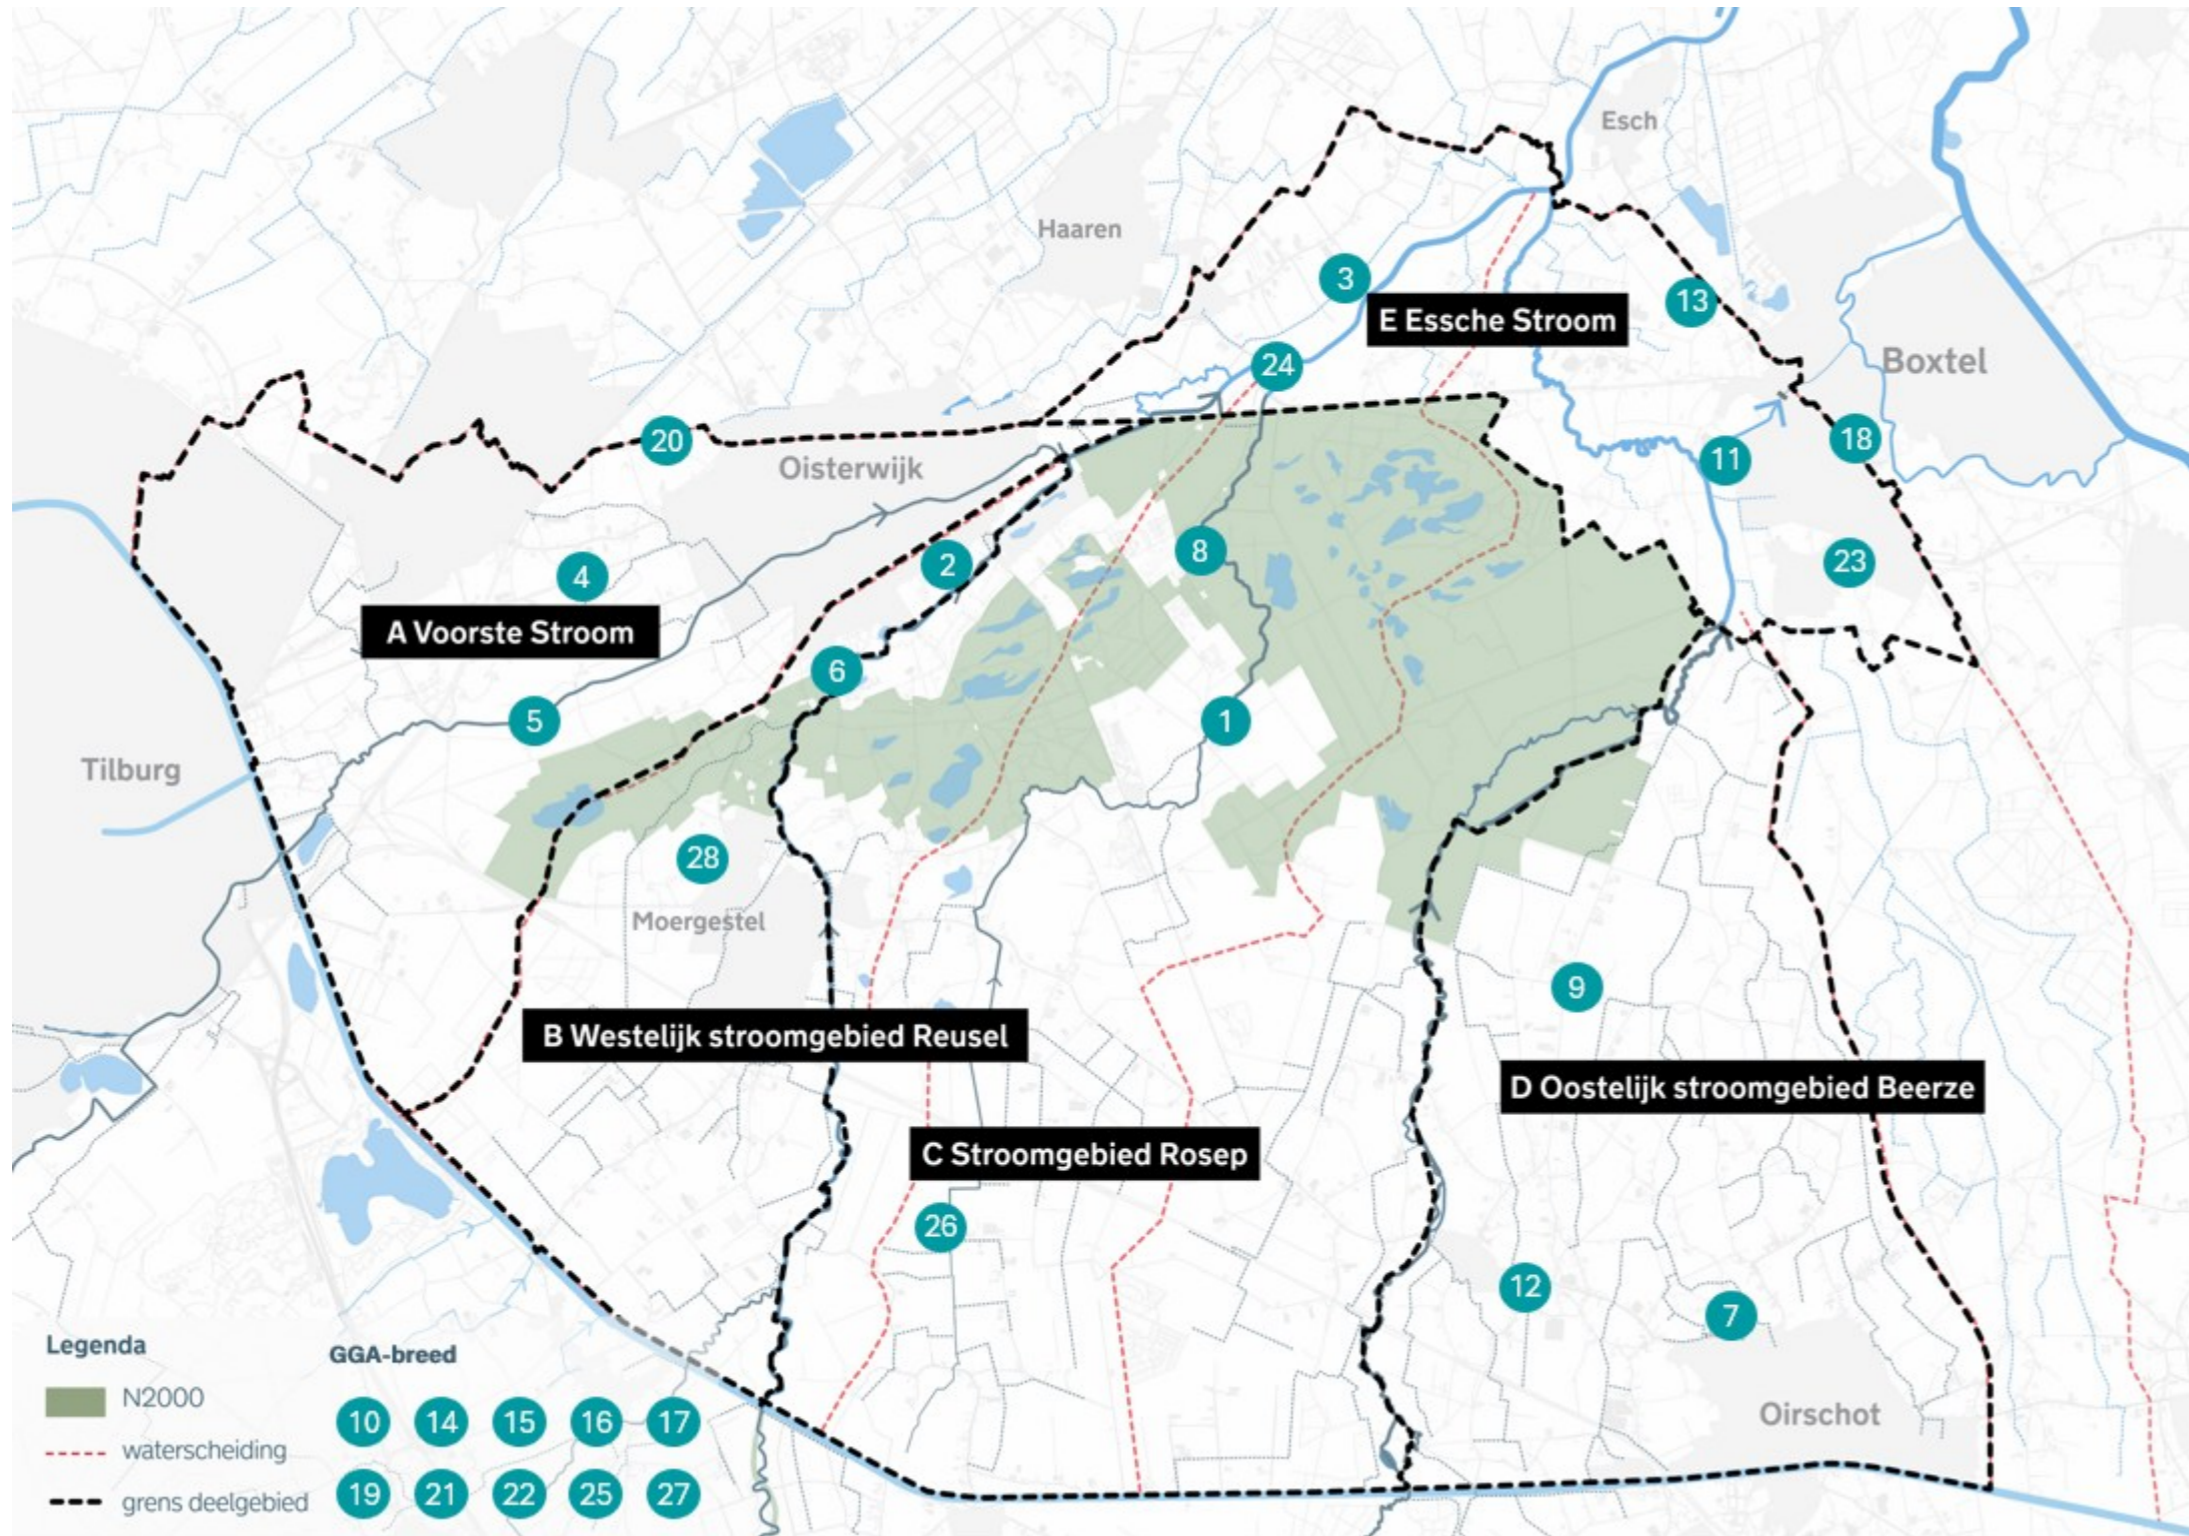 Esch
Haaren
3
13
E Essche Stroom
24
Boxtel
20
18
Oisterwijk
11
8
2
23
4
A Voorste Stroom
6
5
1
Tilburg
28
Moergestel
9
B Westelijk stroomgebied Reusel
D Oostelijk stroomgebied Beerze
C Stroomgebied Rosep
26
12
7
Oirschot
Legenda
N2000
waterscheiding
grens deelgebied
GGA-breed
10 14 15 16 17
19 21 22 25 27